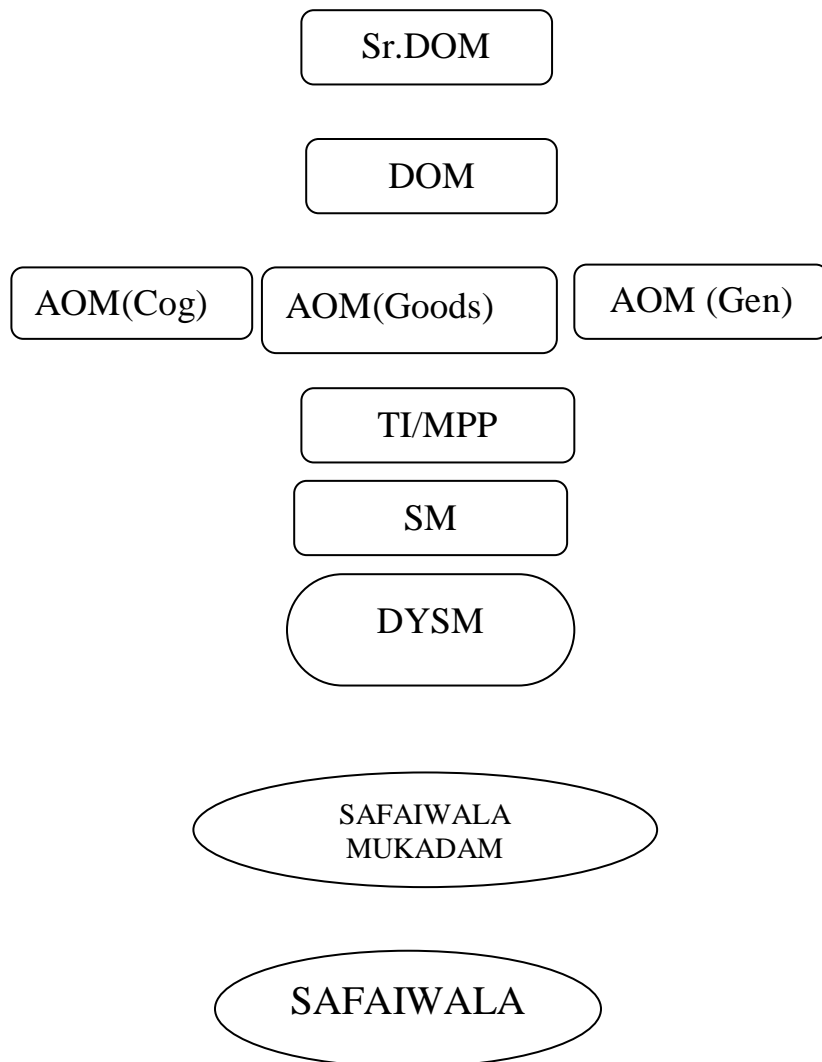 Sr.DOM
DOM
AOM(Cog)
AOM(Goods)
AOM (Gen)
TI/MPP
SM
DYSM
SAFAIWALA
MUKADAM
SAFAIWALA